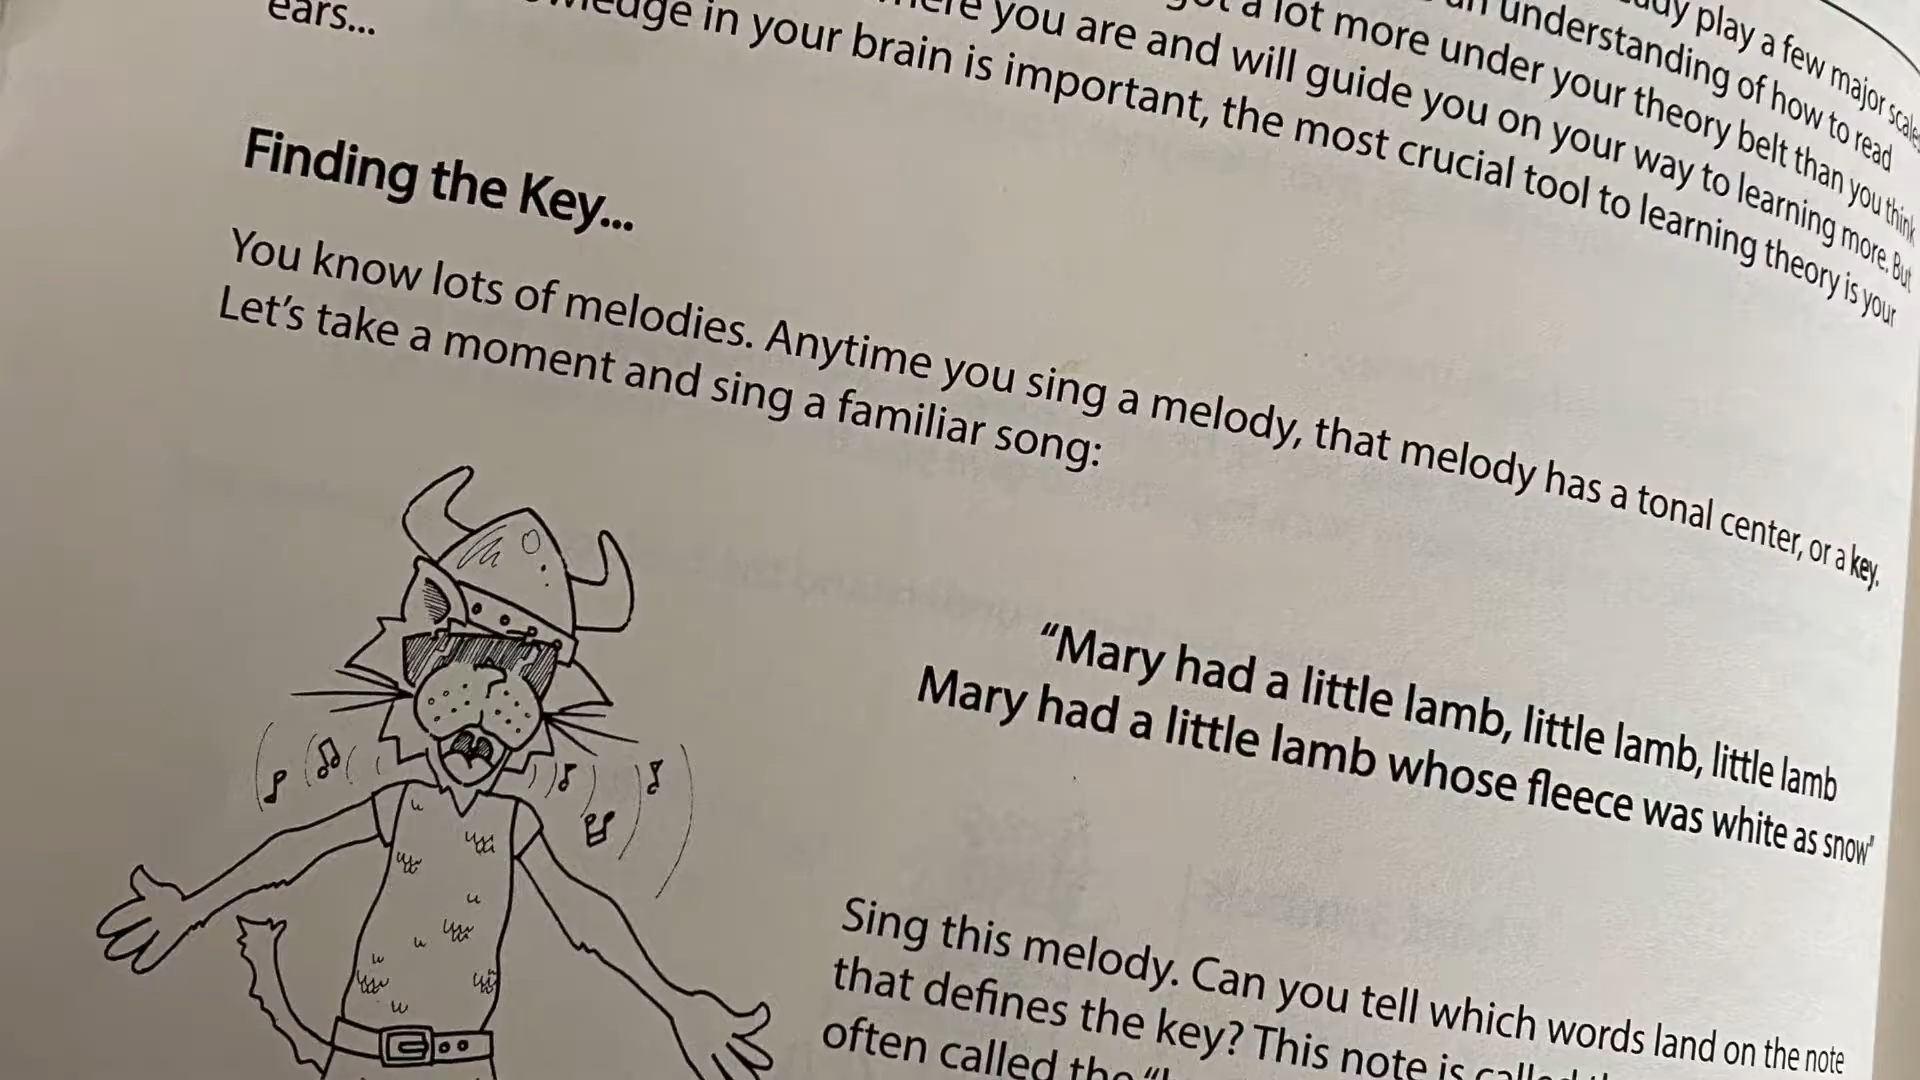 play a few major scales
understanding of how to read
a lot more under your theory belt than you think
you are and will guide you on your way to learning more. But
in your brain is important, the most crucial tool to learning theory is your
ears...
Finding the Key...
You know lots of melodies. Anytime you sing a melody, that melody has a tonal center, or a key.
Let's take a moment and sing a familiar song:
“Mary had a little lamb, little lamb, little lamb
Mary had a little lamb whose fleece was white as snow”
Sing this melody. Can you tell which words land on the note
that defines the key? This note is called
often called the